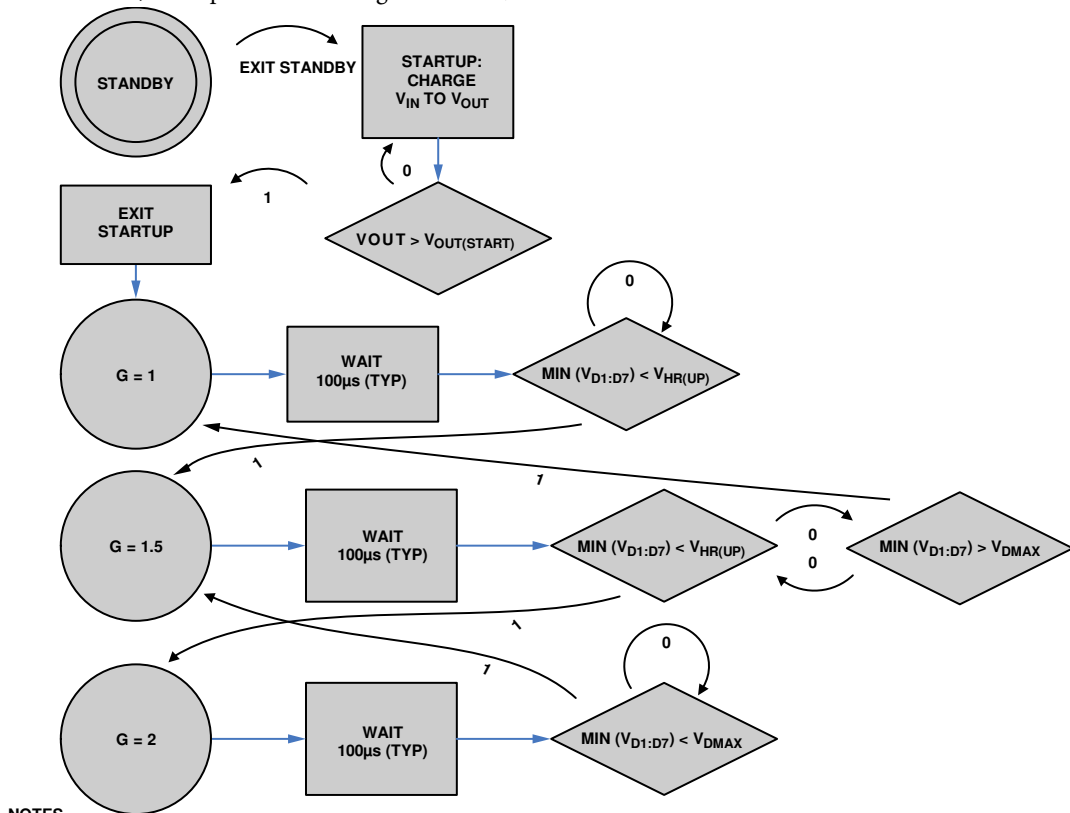 STANDBY
EXIT STANDBY
STARTUP:
CHARGE
VIN TO VOUT
0
1
EXIT
STARTUP
VOUT > VOUT(START)
0
G = 1
WAIT
100µs (TYP)
MIN (VD1:D7) < VHR(UP)
1
1
G = 1.5
WAIT
100µs (TYP)
MIN (VD1:D7) < VHR(UP)
0
0
MIN (VD1:D7) > VDMAX
1
1
0
G = 2
WAIT
100µs (TYP)
MIN (VD1:D7) < VDMAX
NOTES